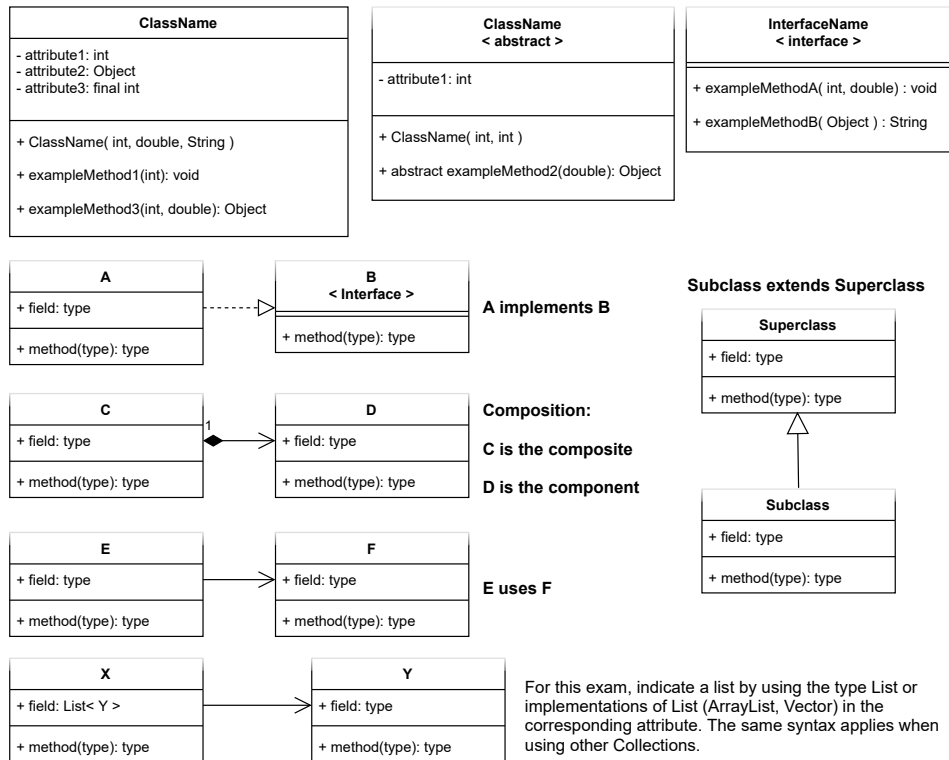 ClassName
- attribute1: int
- attribute2: Object
- attribute3: final int
+ ClassName( int, double, String )
+ exampleMethod1(int): void
+ exampleMethod3(int, double): Object
ClassName
< abstract >
- attribute1: int
+ ClassName( int, int )
+ abstract exampleMethod2(double): Object
InterfaceName
< interface >
+ exampleMethodA( int, double) : void
+ exampleMethodB( Object ) : String
A
+ field: type
+ method(type): type
B
< Interface >
+ method(type): type
A implements B
Subclass extends Superclass
Superclass
+ field: type
+ method(type): type
Subclass
+ field: type
+ method(type): type
C
+ field: type
+ method(type): type
1
D
+ field: type
+ method(type): type
Composition:
C is the composite
D is the component
E
+ field: type
+ method(type): type
F
+ field: type
+ method(type): type
E uses F
X
+ field: List< Y >
+ method(type): type
Y
+ field: type
+ method(type): type
For this exam, indicate a list by using the type List or
implementations of List (ArrayList, Vector) in the
corresponding attribute. The same syntax applies when
using other Collections.